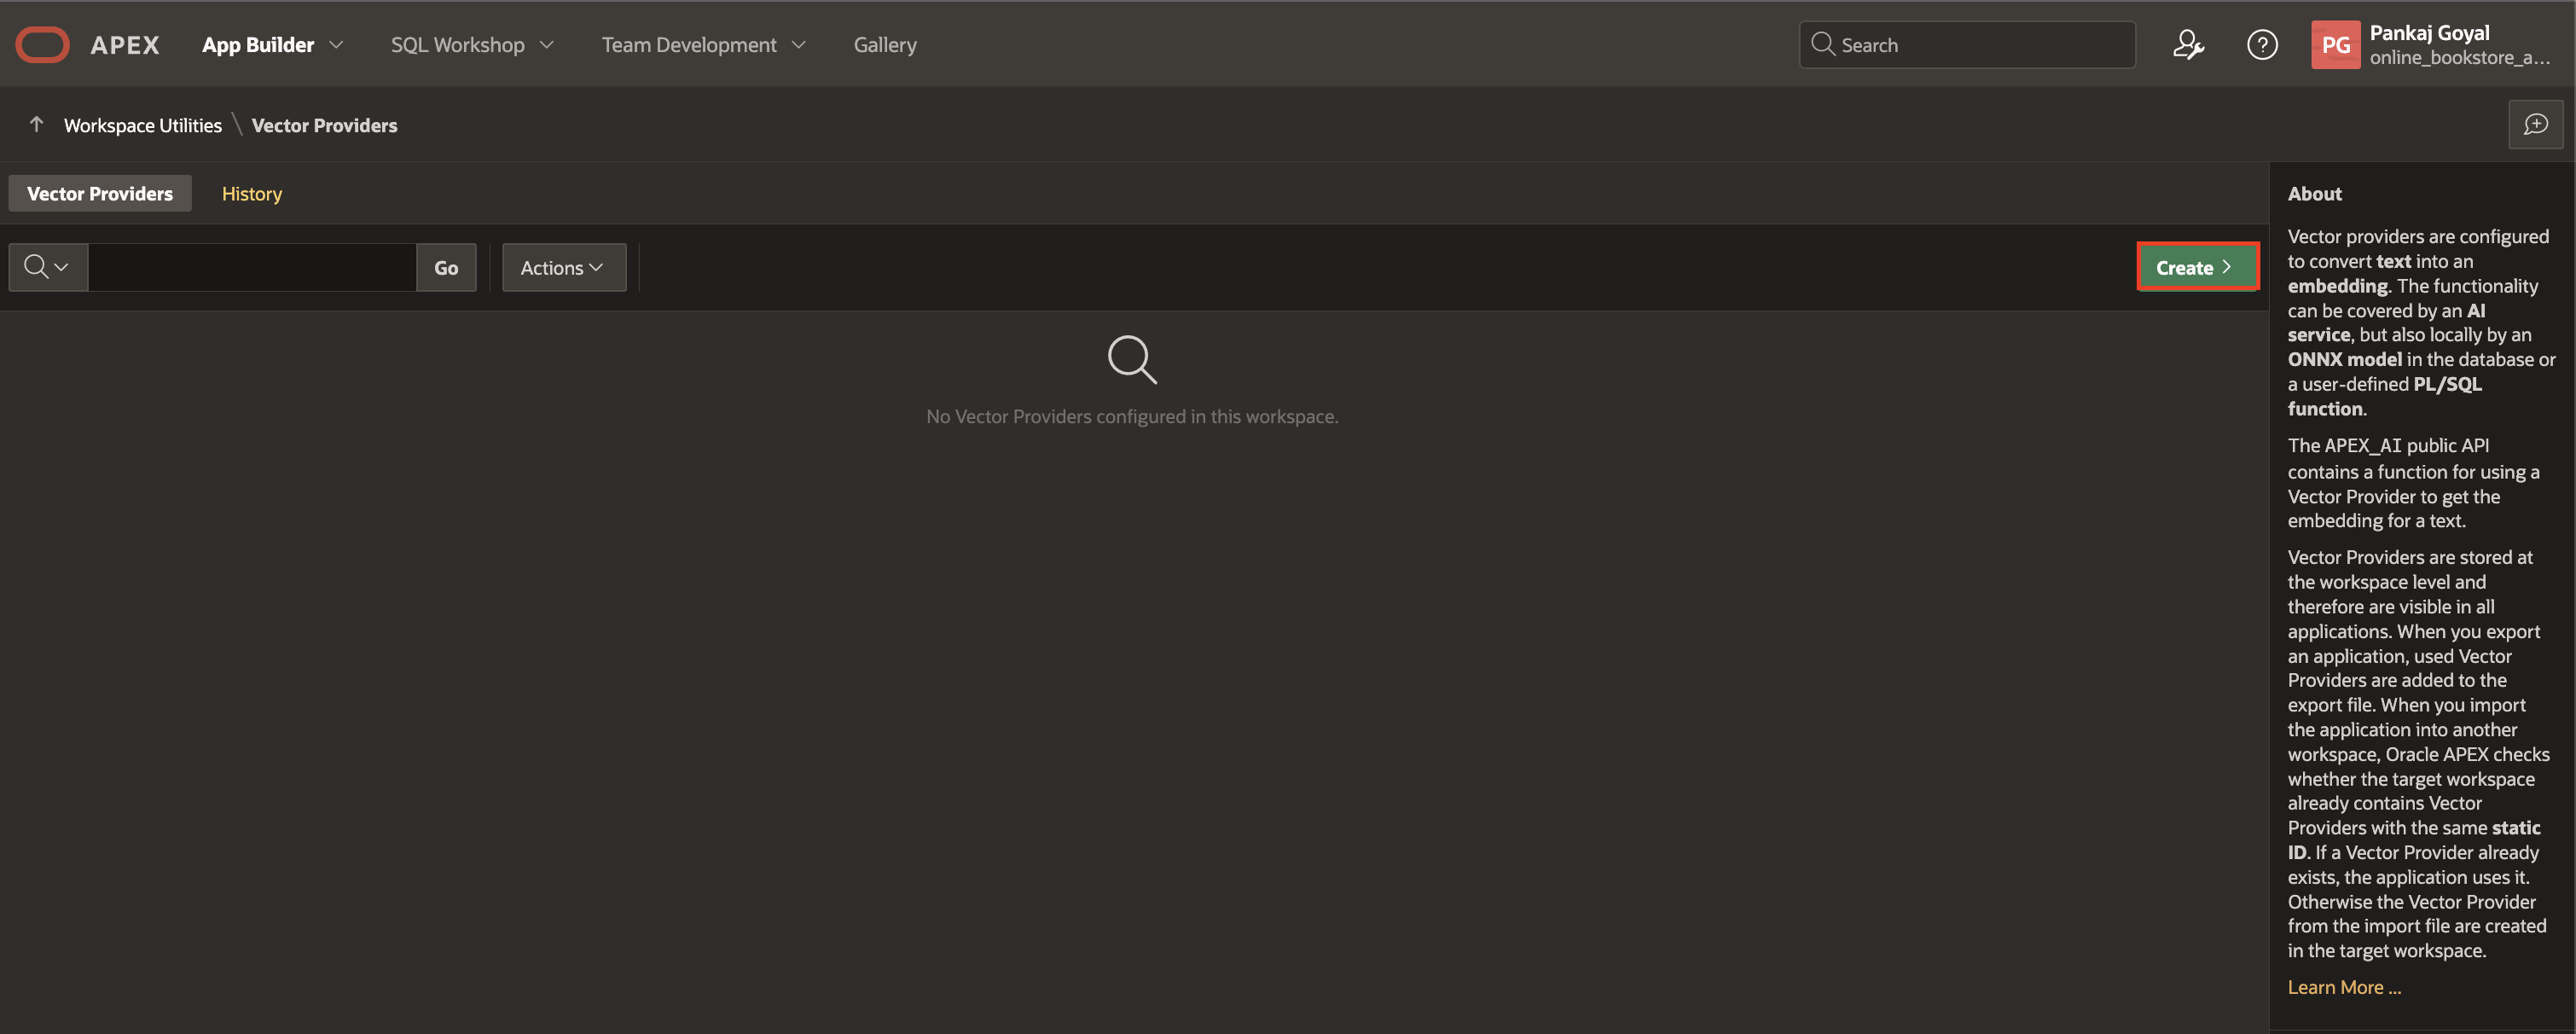 APEX
App Builder
SQL Workshop
Team Development
Gallery
Search
PG
Pankaj Goyal
online_bookstore_a...
Workspace Utilities \ Vector Providers
Vector Providers
History
Go
Actions
Create
No Vector Providers configured in this workspace.
About
Vector providers are configured
to convert text into an
embedding. The functionality
can be covered by an AI
service, but also locally by an
ONNX model in the database or
a user-defined PL/SQL
function.
The APEX_AI public API
contains a function for using a
Vector Provider to get the
embedding for a text.
Vector Providers are stored at
the workspace level and
therefore are visible in all
applications. When you export
an application, used Vector
Providers are added to the
export file. When you import
the application into another
workspace, Oracle APEX checks
whether the target workspace
already contains Vector
Providers with the same static
ID. If a Vector Provider already
exists, the application uses it.
Otherwise the Vector Provider
from the import file are created
in the target workspace.
Learn More ...